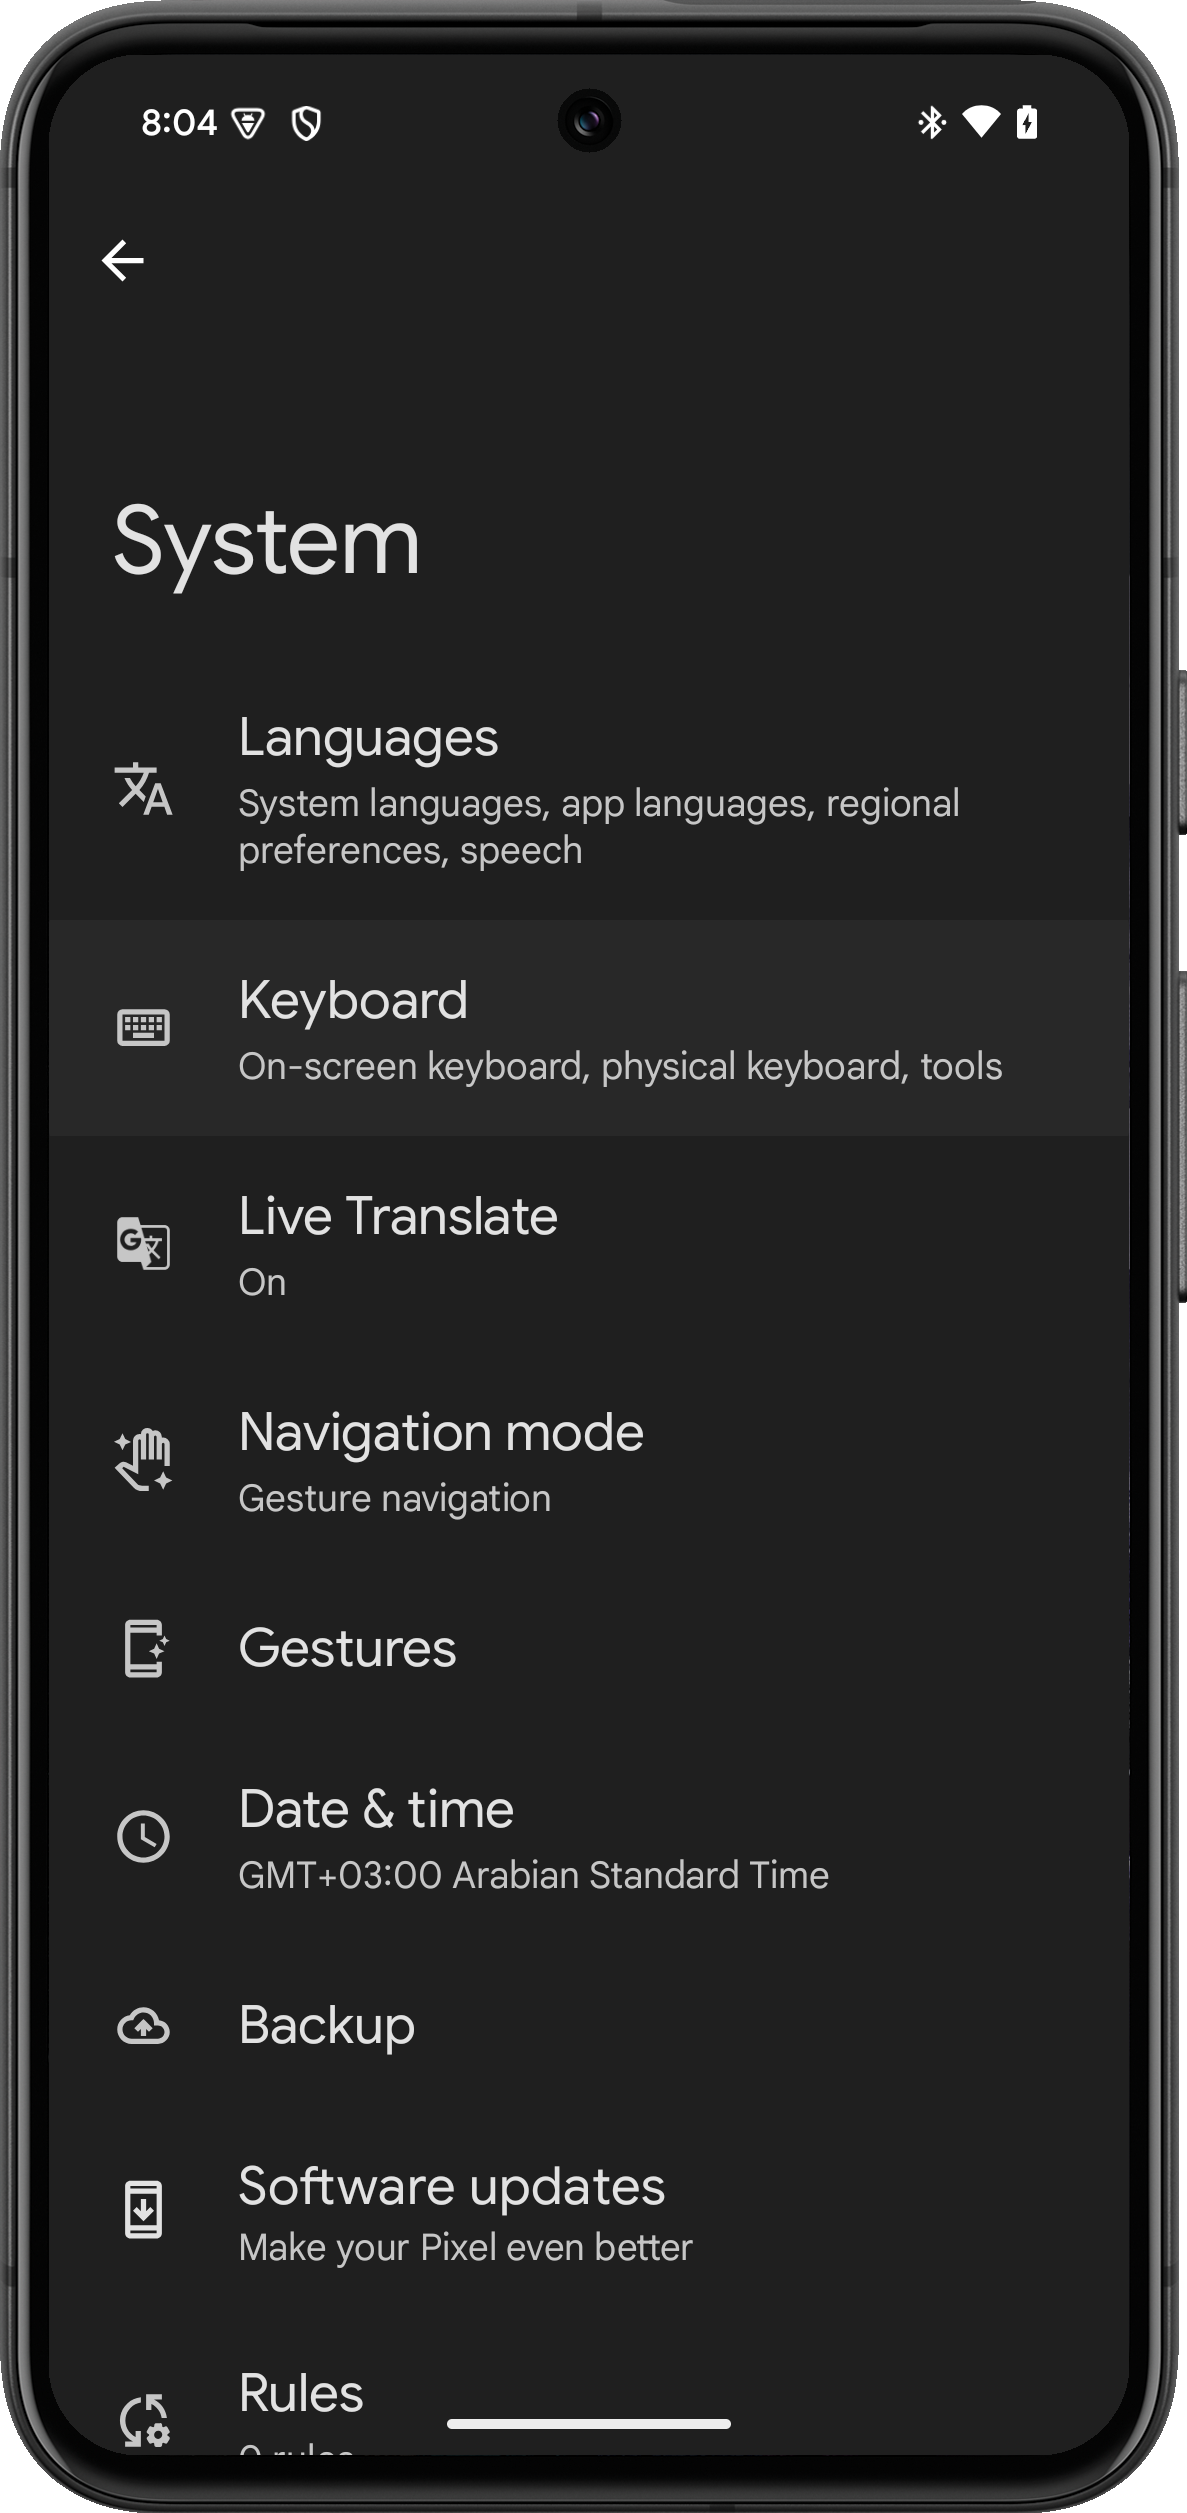 8:04
System
Languages
System languages, app languages, regional
preferences, speech
Keyboard
On-screen keyboard, physical keyboard, tools
G
Live Translate
On
Navigation mode
Gesture navigation
Gestures
Date & time
GMT+03:00 Arabian Standard Time
Backup
Software updates
Make your Pixel even better
Rules
0 rules